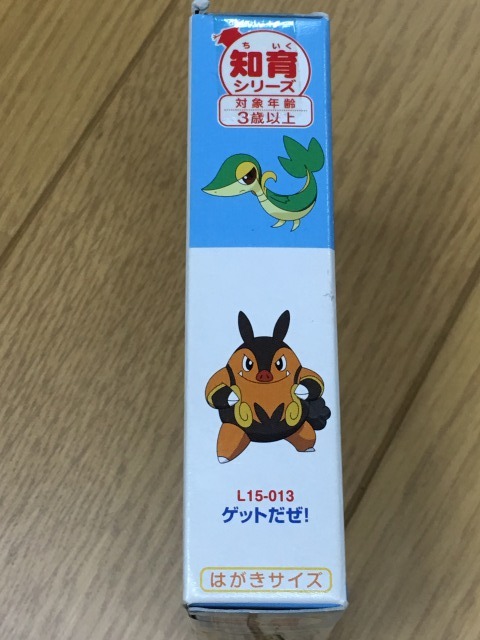 ちいく
知育
シリーズ
対象年齢
3歳以上
L15-013
ゲットだぜ!
はがきサイズ